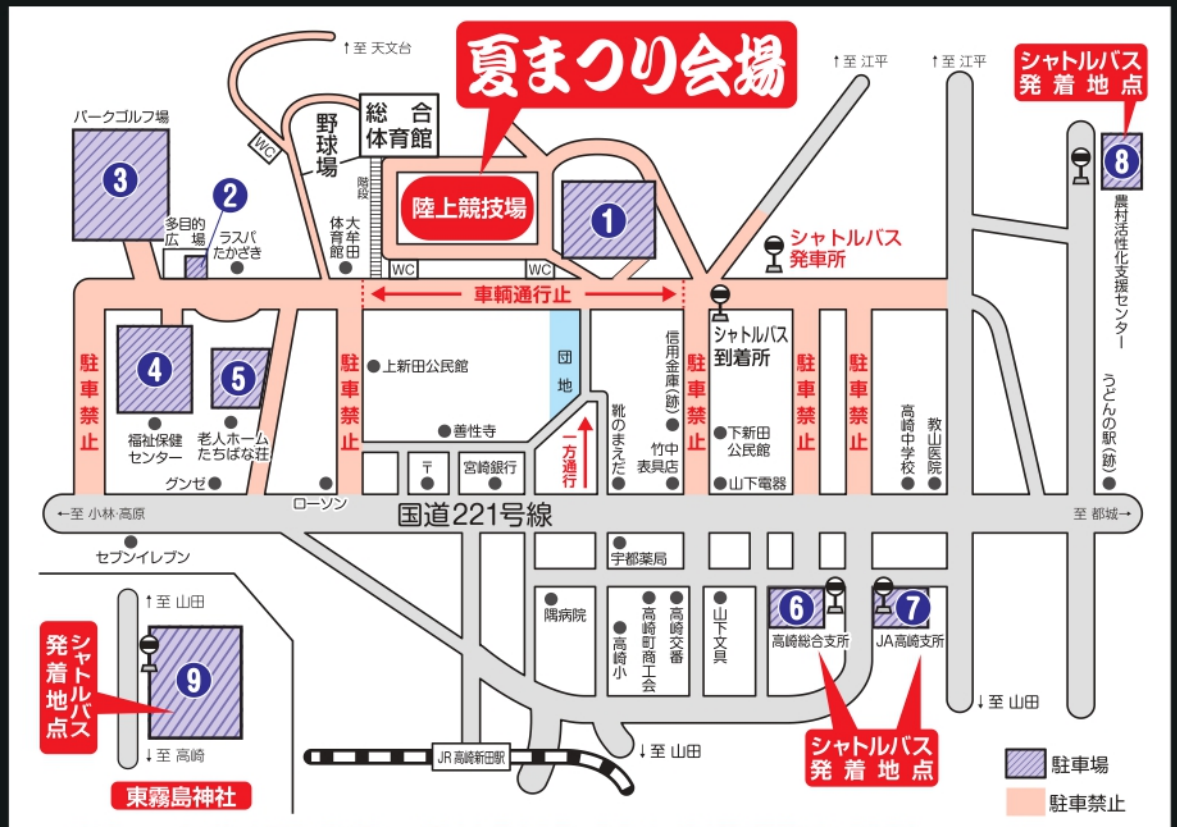 夏まつり会場
↑至 天文台
↑至 江平
↑至 江平
シャトルバス
発着地点
パークゴルフ場
3
WC
野球場
総合
体育館
階段
陸上競技場
1
2
多目的
広場
ラスパ
たかざき
大牟田
体育館
WC
WC
シャトルバス
発車所
8
農村活性化支援センター
車輌通行止
シャトルバス
到着所
駐車禁止
4
5
駐車禁止
上新田公民館
団地
信用金庫(跡)
駐車禁止
駐車禁止
駐車禁止
福祉保健
センター
老人ホーム
たちばな荘
善性寺
一方通行
靴のまえだ
竹中
表具店
下新田
公民館
高崎中学校
教山医院
うどんの駅(跡)
グンゼ
ローソン
〒
宮崎銀行
山下電器
←至 小林・高原
国道221号線
至 都城→
セブンイレブン
宇都薬局
隅病院
高崎小
高崎町商工会
高崎交番
山下文具
6
高崎総合支所
7
JA高崎支所
↑至 山田
シャトルバス
発着地点
9
↓至 高崎
東霧島神社
JR 高崎新田駅
↓至 山田
シャトルバス
発着地点
↓至 山田
駐車場
駐車禁止